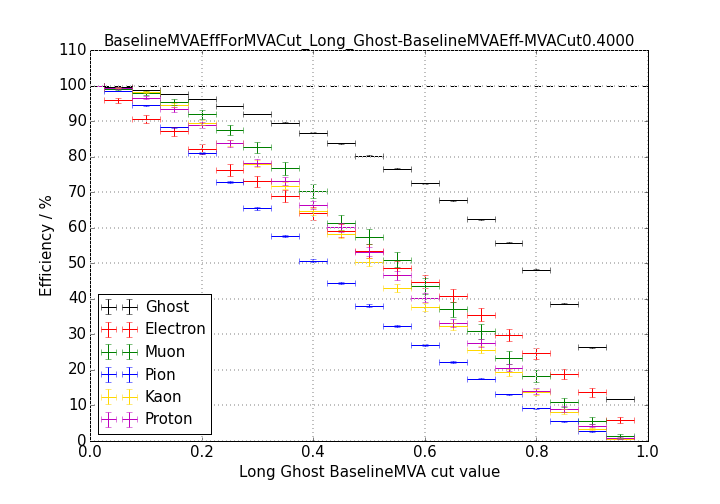 BaselineMVAEffForMVACut_Long_Ghost-BaselineMVAEff-MVACut0.4000
110
100
90
80
70
60
50
40
30
20
10
0
Efficiency / %
Ghost
Electron
Muon
Pion
Kaon
Proton
0.0 0.2 0.4 0.6 0.8 1.0
Long Ghost BaselineMVA cut value